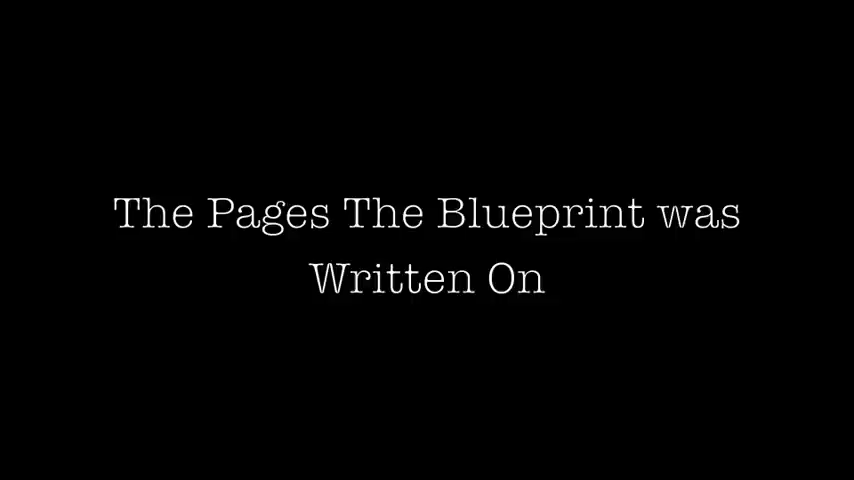 The Pages The Blueprint was
Written On